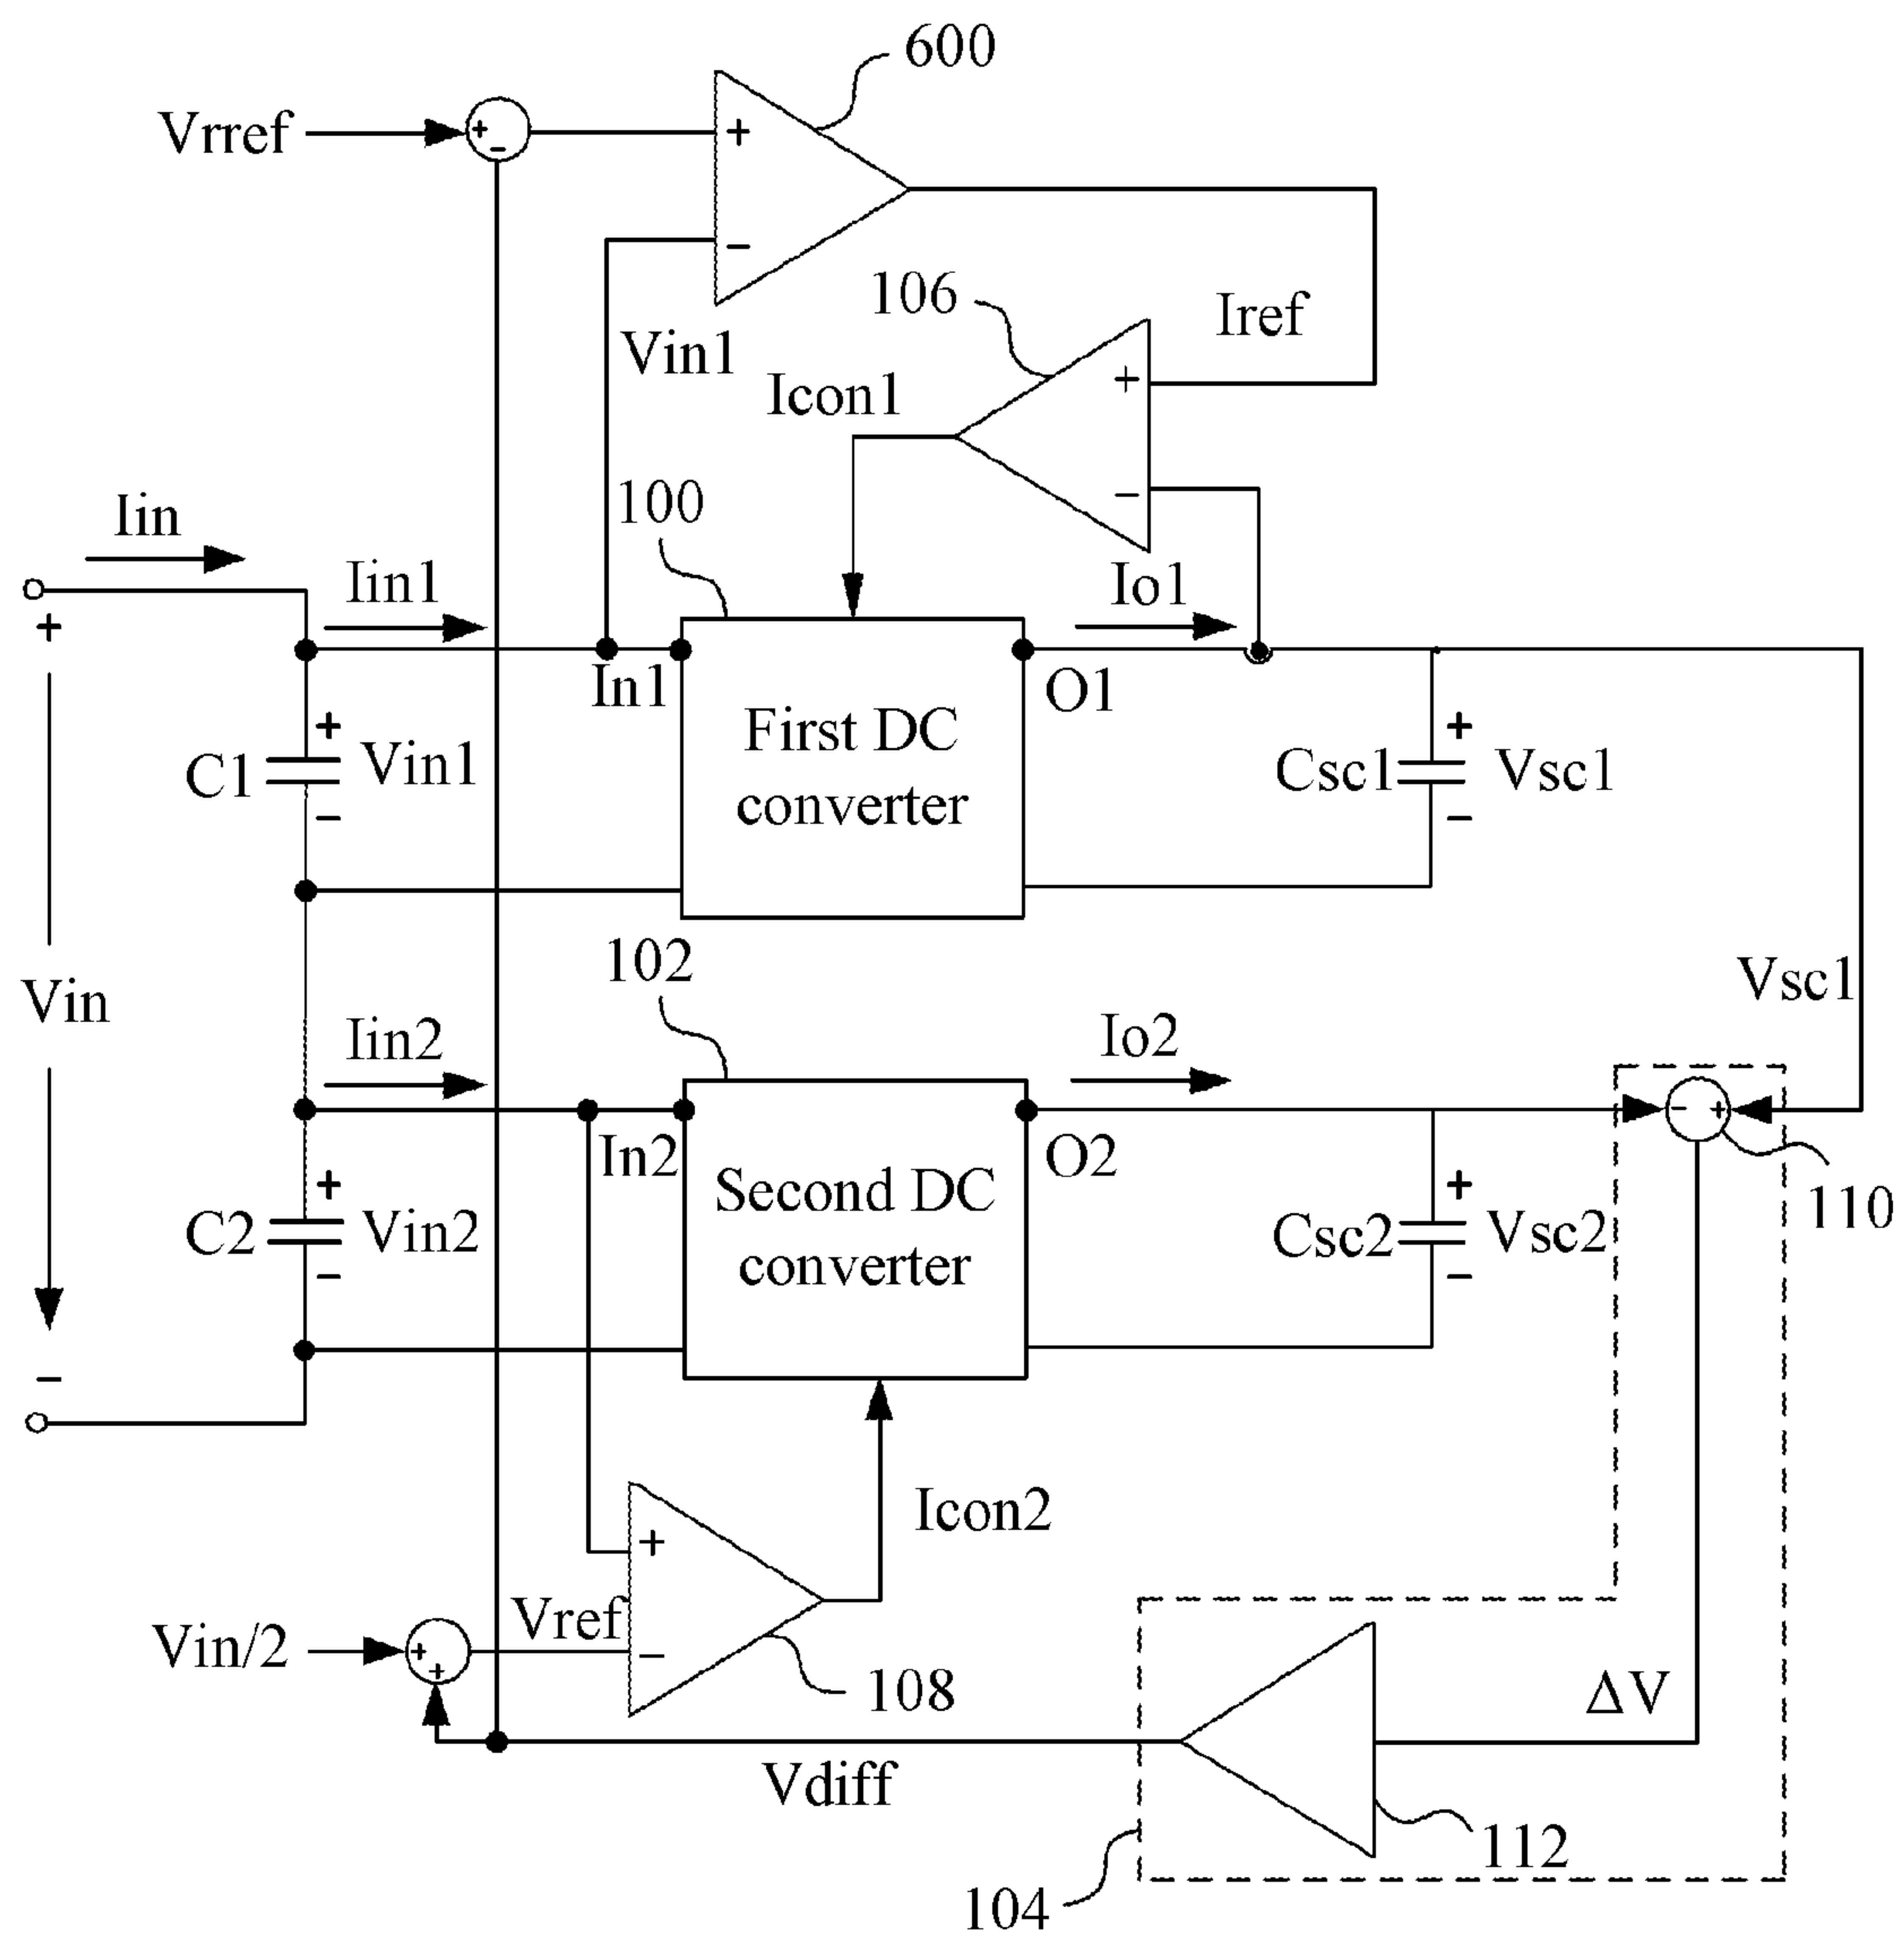 600
Vrref
+
-
+
−
106
Iref
Vin1
Icon1
+
−
100
Iin
Iin1
Io1
+
In1
O1
First DC
converter
+
C1
Vin1
−
+
Csc1
Vsc1
−
102
Vin
Vsc1
Iin2
Io2
-
+
In2
O2
Second DC
converter
110
+
C2
Vin2
−
+
Csc2
Vsc2
−
−
Icon2
+
Vref
−
Vin/2
+
+
108
ΔV
Vdiff
112
104